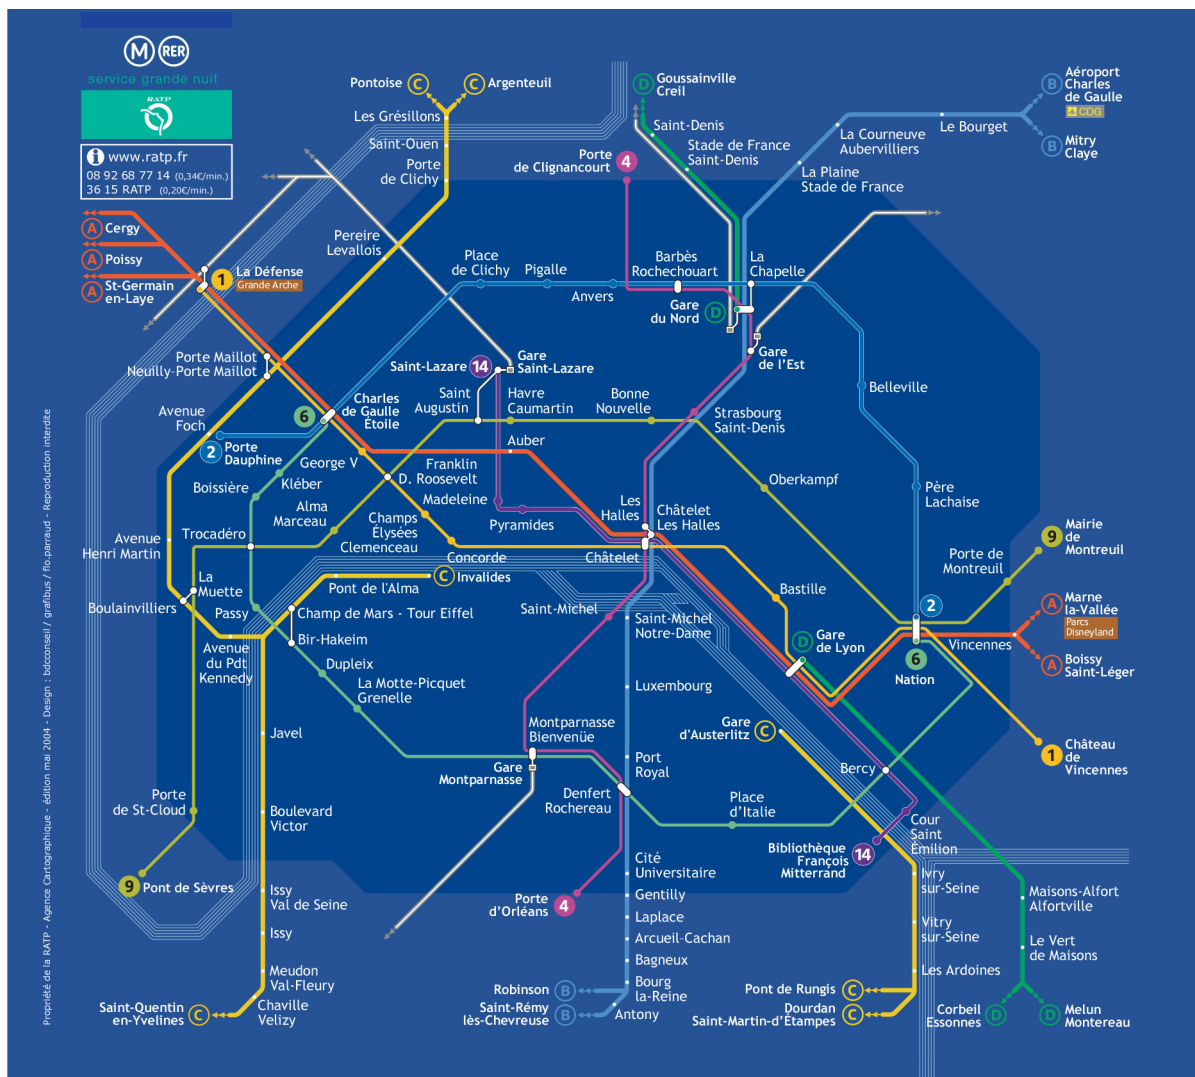 M RER
service grande nuit
RATP
i www.ratp.fr
08 92 68 77 14 (0,34€/min.)
36 15 RATP (0,20€/min.)
Pontoise C
C Argenteuil
Les Grésillons
Saint-Ouen
Porte
de Clichy
D Goussainville
Creil
Saint-Denis
Stade de France
Saint-Denis
Porte
de Clignancourt 4
B Aéroport
Charles
de Gaulle
CDG
B Mitry
Claye
Le Bourget
La Courneuve
Aubervilliers
La Plaine
Stade de France
A Cergy
A Poissy
A St-Germain
en-Laye
1 La Défense
Grande Arche
Pereire
Levallois
Place
de Clichy
Pigalle
Anvers
Barbès
Rochechouart
La
Chapelle
Gare
du Nord D
Gare
de l'Est
Porte Maillot
Neuilly-Porte Maillot
Saint-Lazare 14
Gare
Saint-Lazare
Avenue
Foch
2 Porte
Dauphine
6
Charles
de Gaulle
Étoile
Saint
Augustin
Havre
Caumartin
Bonne
Nouvelle
Strasbourg
Saint-Denis
Belleville
George V
Kléber
Boissière
Auber
Franklin
D. Roosevelt
Madeleine
Pyramides
Alma
Marceau
Champs
Élysées
Clemenceau
Les
Halles
Châtelet
Les Halles
Châtelet
Oberkampf
Père
Lachaise
9 Mairie
de
Montreuil
Porte de
Montreuil
Avenue
Henri Martin
Trocadéro
La
Muette
Boulainvilliers
Passy
Concorde
C Invalides
Pont de l'Alma
Champ de Mars - Tour Eiffel
Bir-Hakeim
Avenue
du Pdt
Kennedy
Dupleix
La Motte-Picquet
Grenelle
Saint-Michel
Saint-Michel
Notre-Dame
Bastille
D Gare
de Lyon
2
6
Nation
Vincennes
A Marne
la-Vallée
Parcs
Disneyland
A Boissy
Saint-Léger
1 Château
de
Vincennes
Luxembourg
Gare
d'Austerlitz C
Javel
Montparnasse
Bienvenüe
Gare
Montparnasse
Port
Royal
Denfert
Rochereau
Place
d'Italie
Bercy
Cour
Saint
Émilion
Bibliothèque
François
Mitterrand 14
Porte
de St-Cloud
9 Pont de Sèvres
Boulevard
Victor
Issy
Val de Seine
Issy
Meudon
Val-Fleury
Chaville
Velizy
Saint-Quentin
en-Yvelines C
Porte
d'Orléans 4
Cité
Universitaire
Gentilly
Laplace
Arcueil-Cachan
Bagneux
Bourg
la-Reine
Antony
Robinson B
Saint-Rémy
lès-Chevreuse B
Ivry
sur-Seine
Vitry
sur-Seine
Les Ardoines
Pont de Rungis C
Dourdan
Saint-Martin-d'Étampes C
Maisons-Alfort
Alfortville
Le Vert
de Maisons
Corbeil
Essonnes D
D Melun
Montereau
Propriété de la RATP - Agence Cartographique - édition mai 2004 - Design : bdcconseil / grafibus / flo.parraud - Reproduction interdite